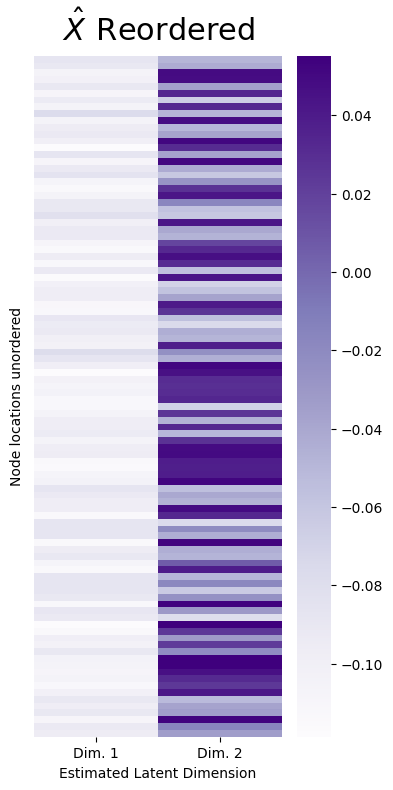 X̂ Reordered
0.04
0.02
0.00
−0.02
−0.04
−0.06
−0.08
−0.10
Node locations unordered
Dim. 1 Dim. 2
Estimated Latent Dimension